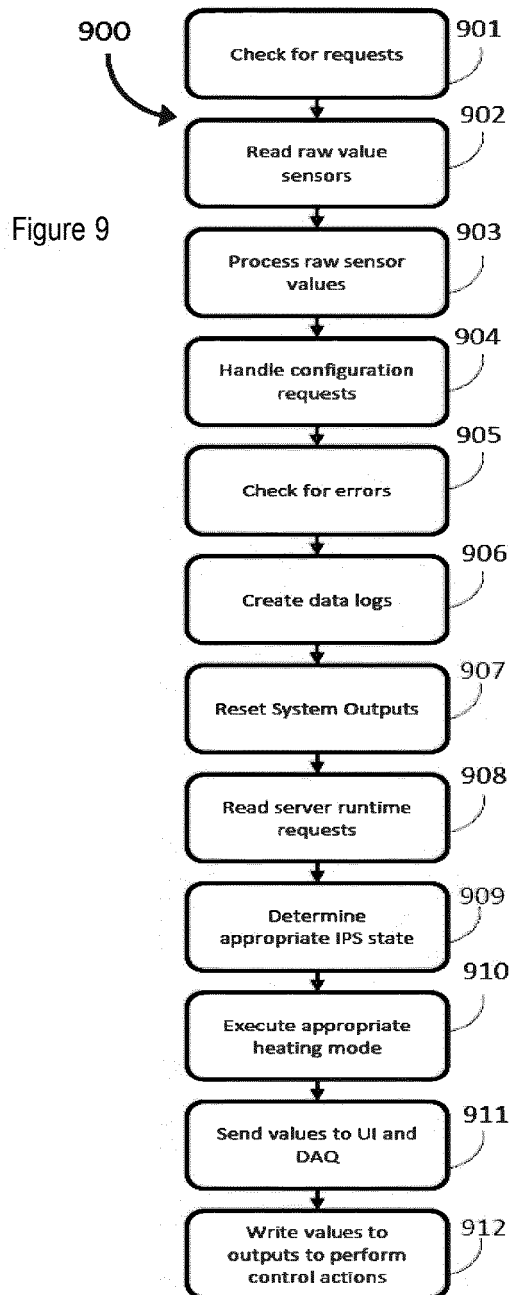 900
Figure 9
Check for requests
901
Read raw value
sensors
902
Process raw sensor
values
903
Handle configuration
requests
904
Check for errors
905
Create data logs
906
Reset System Outputs
907
Read server runtime
requests
908
Determine
appropriate IPS state
909
Execute appropriate
heating mode
910
Send values to UI and
DAQ
911
Write values to
outputs to perform
control actions
912